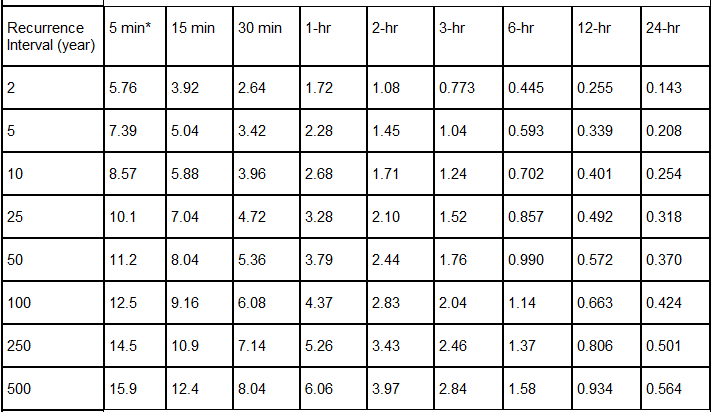 Recurrence Interval (year) 5 min* 15 min 30 min 1-hr 2-hr 3-hr 6-hr 12-hr 24-hr
2 5.76 3.92 2.64 1.72 1.08 0.773 0.445 0.255 0.143
5 7.39 5.04 3.42 2.28 1.45 1.04 0.593 0.339 0.208
10 8.57 5.88 3.96 2.68 1.71 1.24 0.702 0.401 0.254
25 10.1 7.04 4.72 3.28 2.10 1.52 0.857 0.492 0.318
50 11.2 8.04 5.36 3.79 2.44 1.76 0.990 0.572 0.370
100 12.5 9.16 6.08 4.37 2.83 2.04 1.14 0.663 0.424
250 14.5 10.9 7.14 5.26 3.43 2.46 1.37 0.806 0.501
500 15.9 12.4 8.04 6.06 3.97 2.84 1.58 0.934 0.564